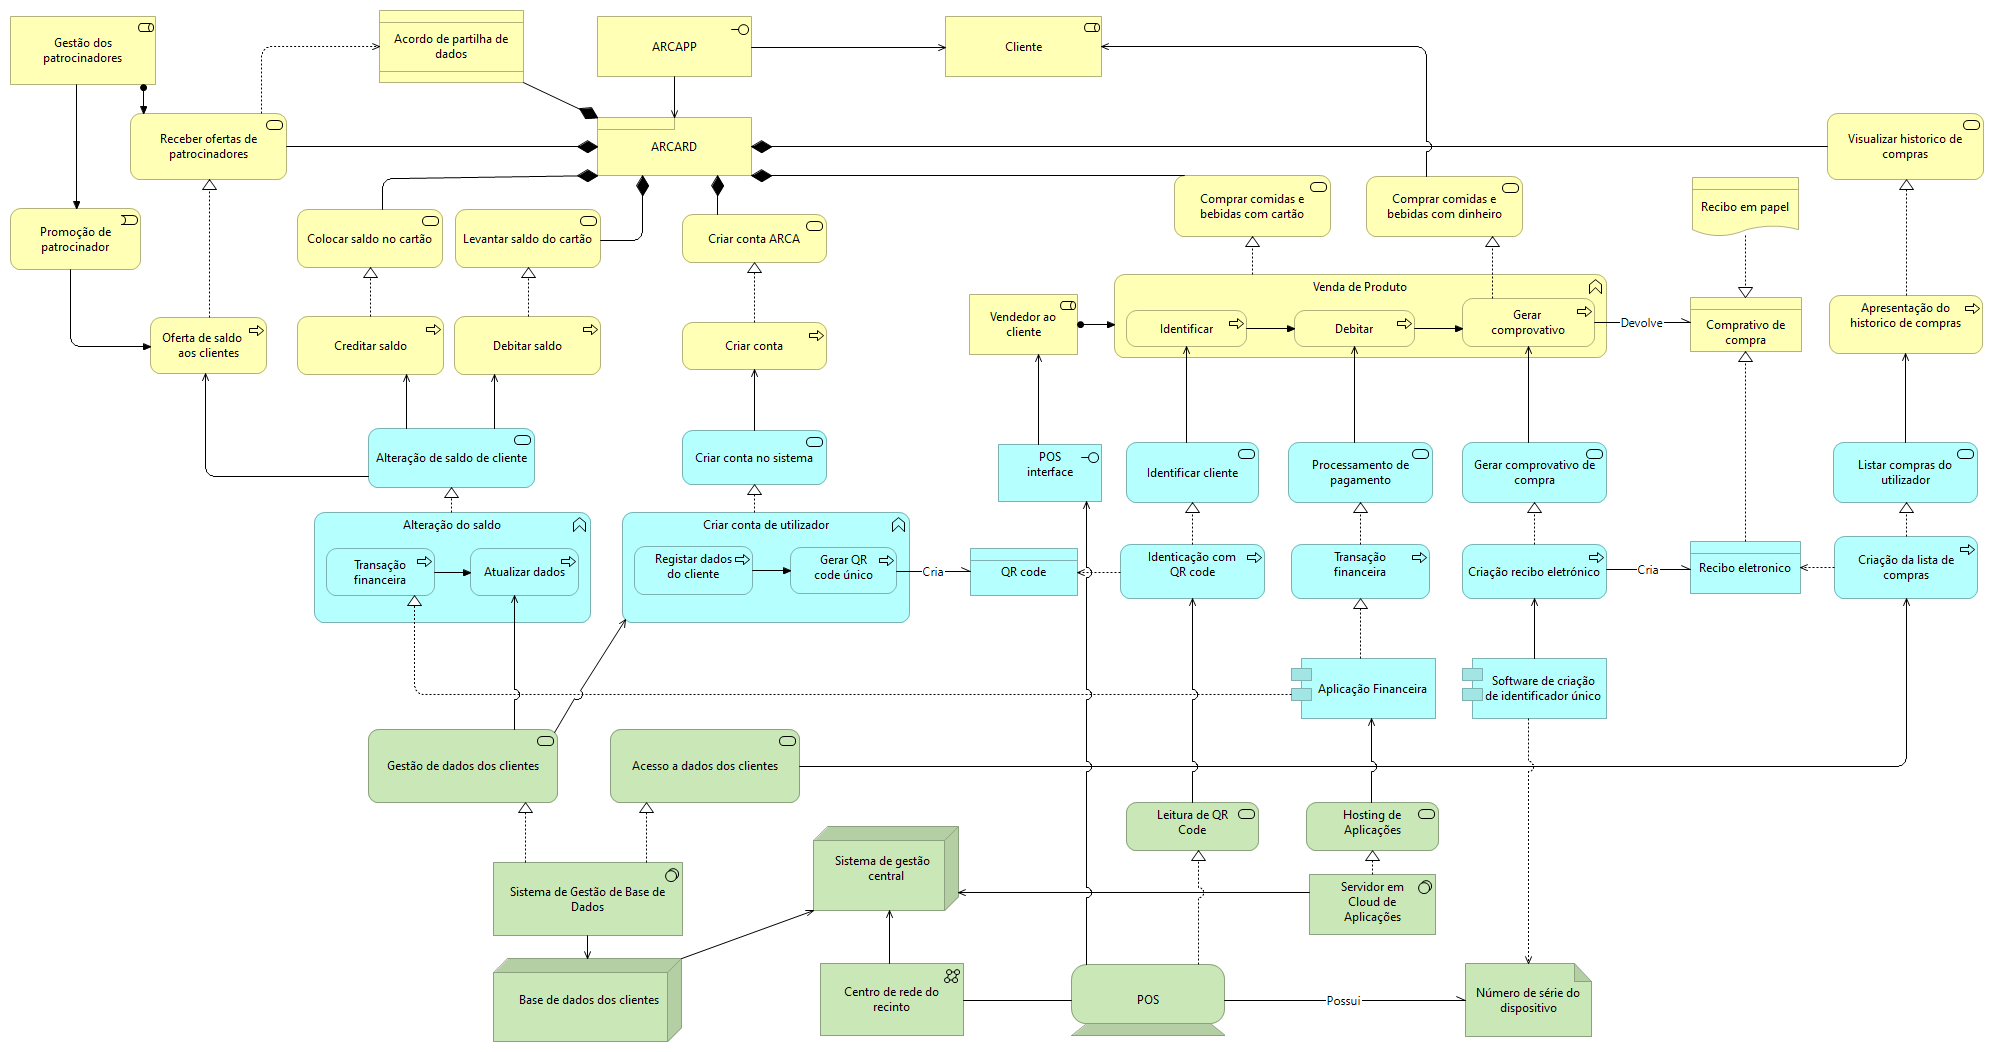 Gestão dos
patrocinadores
Acordo de partilha de
dados
ARCAPP
Cliente
Receber ofertas de
patrocinadores
ARCARD
Visualizar historico de
compras
Promoção de
patrocinador
Colocar saldo no cartão
Levantar saldo do cartão
Criar conta ARCA
Comprar comidas e
bebidas com cartão
Comprar comidas e
bebidas com dinheiro
Recibo em papel
Oferta de saldo
aos clientes
Creditar saldo
Debitar saldo
Criar conta
Vendedor ao
cliente
Venda de Produto
Identificar
Debitar
Gerar
comprovativo
Devolve
Comprativo de
compra
Apresentação do
historico de compras
Alteração de saldo de cliente
Criar conta no sistema
POS
interface
Identificar cliente
Processamento de
pagamento
Gerar comprovativo de
compra
Listar compras do
utilizador
Alteração do saldo
Transação
financeira
Atualizar dados
Criar conta de utilizador
Registar dados
do cliente
Gerar QR
code único
Cria
QR code
Identicação com
QR code
Transação
financeira
Criação recibo eletrónico
Cria
Recibo eletronico
Criação da lista de
compras
Aplicação Financeira
Software de criação
de identificador único
Gestão de dados dos clientes
Acesso a dados dos clientes
Leitura de QR
Code
Hosting de
Aplicações
Sistema de Gestão de Base de
Dados
Sistema de gestão
central
Servidor em
Cloud de
Aplicações
Base de dados dos clientes
Centro de rede do
recinto
POS
Possui
Número de série do
dispositivo